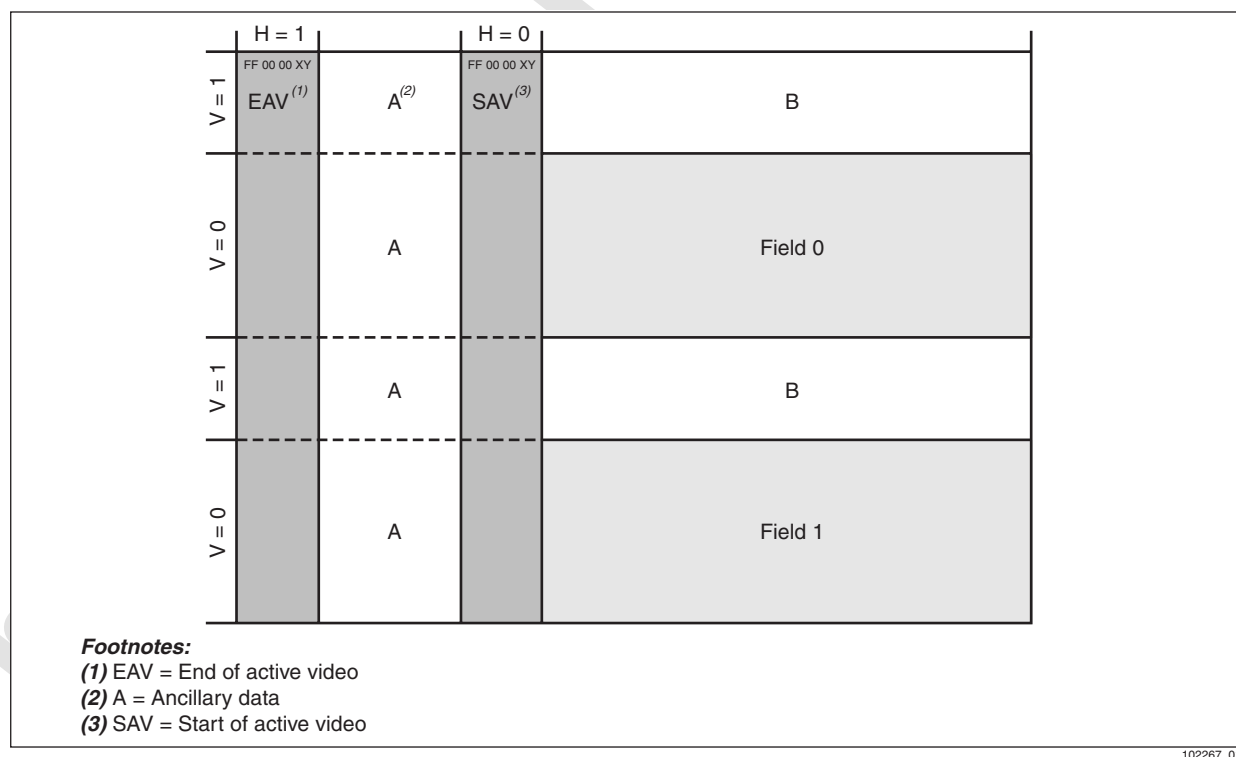 H = 1 H = 0
FF 00 00 XY FF 00 00 XY
V = 1 EAV(1) A(2) SAV(3) B
V = 0 A Field 0
V = 1 A B
V = 0 A Field 1
Footnotes:
(1) EAV = End of active video
(2) A = Ancillary data
(3) SAV = Start of active video